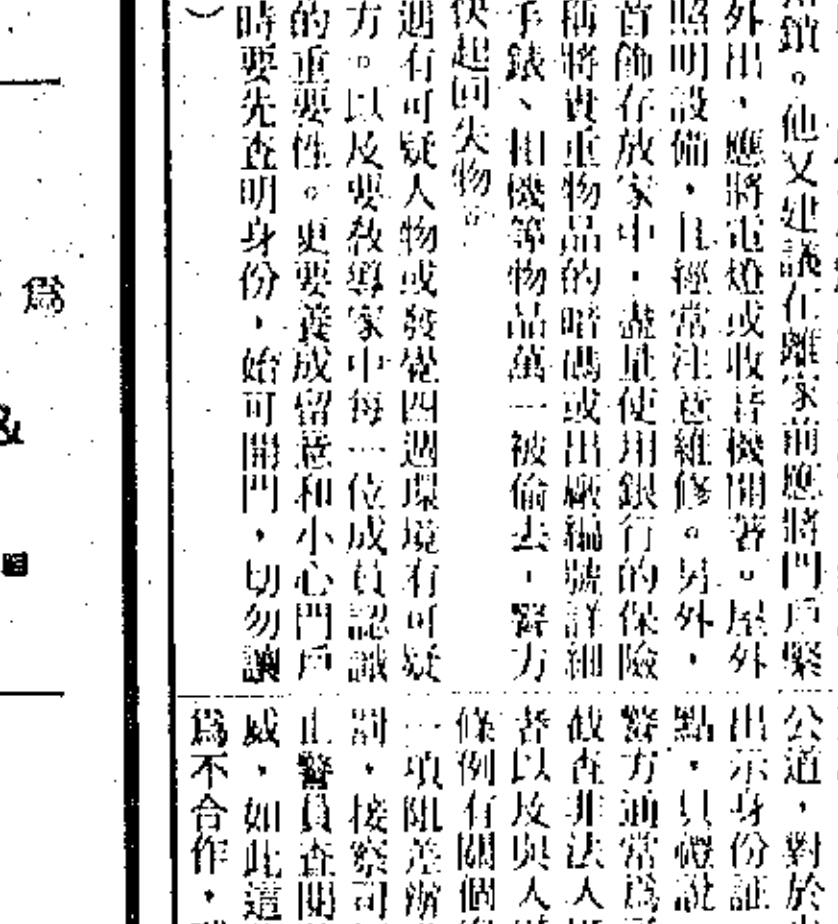 鎖。他又建議在離家前應將門戶緊
外出，應將電燈或收音機開著。屋外
照明設備，且經常注意維修。另外，
首飾存放家中，盡量使用銀行的保險
稱將貴重物品的暗碼或出廠編號詳細
手錶、相機等物品萬一被偷去，警方
快起回失物。
遇有可疑人物或發覺四週環境有可疑
方。以及要教導家中每一位成員認識
的重要性。更要養成留意和小心門戶
時要先查明身份，始可開門，切勿讓
）
公道，對於
出示身份証
點，具體說
警方通常為
截查非法人
者以及與人
條例有關個
一項阻差辦
罰，接察司
止警員查問
威，如此這
為不合作，
為
&